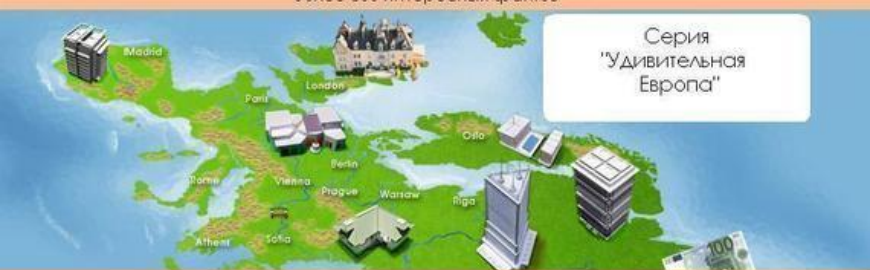 Серия
"Удивительная
Европа"
Madrid
London
Paris
Oslo
Berlin
Rome
Vienna
Prague
Warsaw
Riga
Athens
Sofia
100